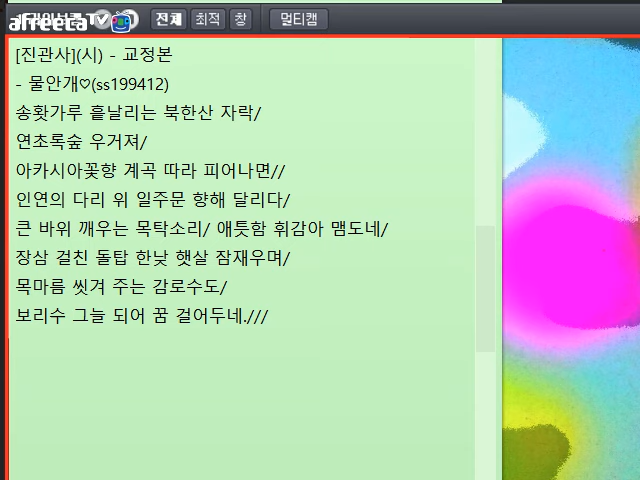 afreeca TV
전체 최적 창 멀티캠
[진관사](시) - 교정본
- 물안개♡(ss199412)
송홧가루 흩날리는 북한산 자락/
연초록숲 우거져/
아카시아꽃향 계곡 따라 피어나면//
인연의 다리 위 일주문 향해 달린다/
큰 바위 깨우는 목탁소리/ 애틋함 휘감아 맴도네/
장삼 걸친 돌탑 한낮 햇살 잠재우며/
목마름 씻겨 주는 감로수도/
보리수 그늘 되어 꿈 걸어두네.///